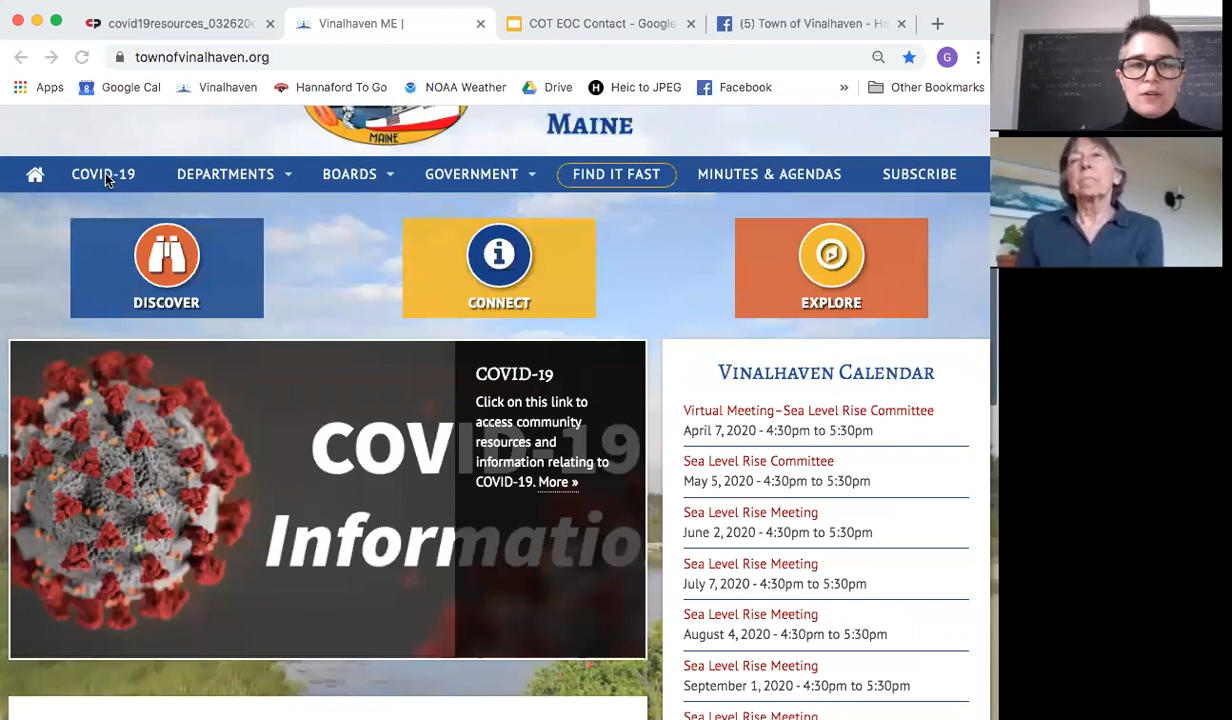 covid19resources_032620
Vinalhaven ME |
COT EOC Contact - Google
(5) Town of Vinalhaven - Ho
townofvinalhaven.org
G
Apps
8
Google Cal
Vinalhaven
Hannaford To Go
NOAA Weather
Drive
H
Heic to JPEG
Facebook
»
Other Bookmarks
MAINE
MAINE
COVID-19
DEPARTMENTS
BOARDS
GOVERNMENT
FIND IT FAST
MINUTES & AGENDAS
SUBSCRIBE
DISCOVER
CONNECT
EXPLORE
COVID-19
Information
COVID-19
Click on this link to
access community
resources and
information relating to
COVID-19. More »
VINALHAVEN CALENDAR
Virtual Meeting–Sea Level Rise Committee
April 7, 2020 - 4:30pm to 5:30pm
Sea Level Rise Committee
May 5, 2020 - 4:30pm to 5:30pm
Sea Level Rise Meeting
June 2, 2020 - 4:30pm to 5:30pm
Sea Level Rise Meeting
July 7, 2020 - 4:30pm to 5:30pm
Sea Level Rise Meeting
August 4, 2020 - 4:30pm to 5:30pm
Sea Level Rise Meeting
September 1, 2020 - 4:30pm to 5:30pm
Sea Level Rise Meeting